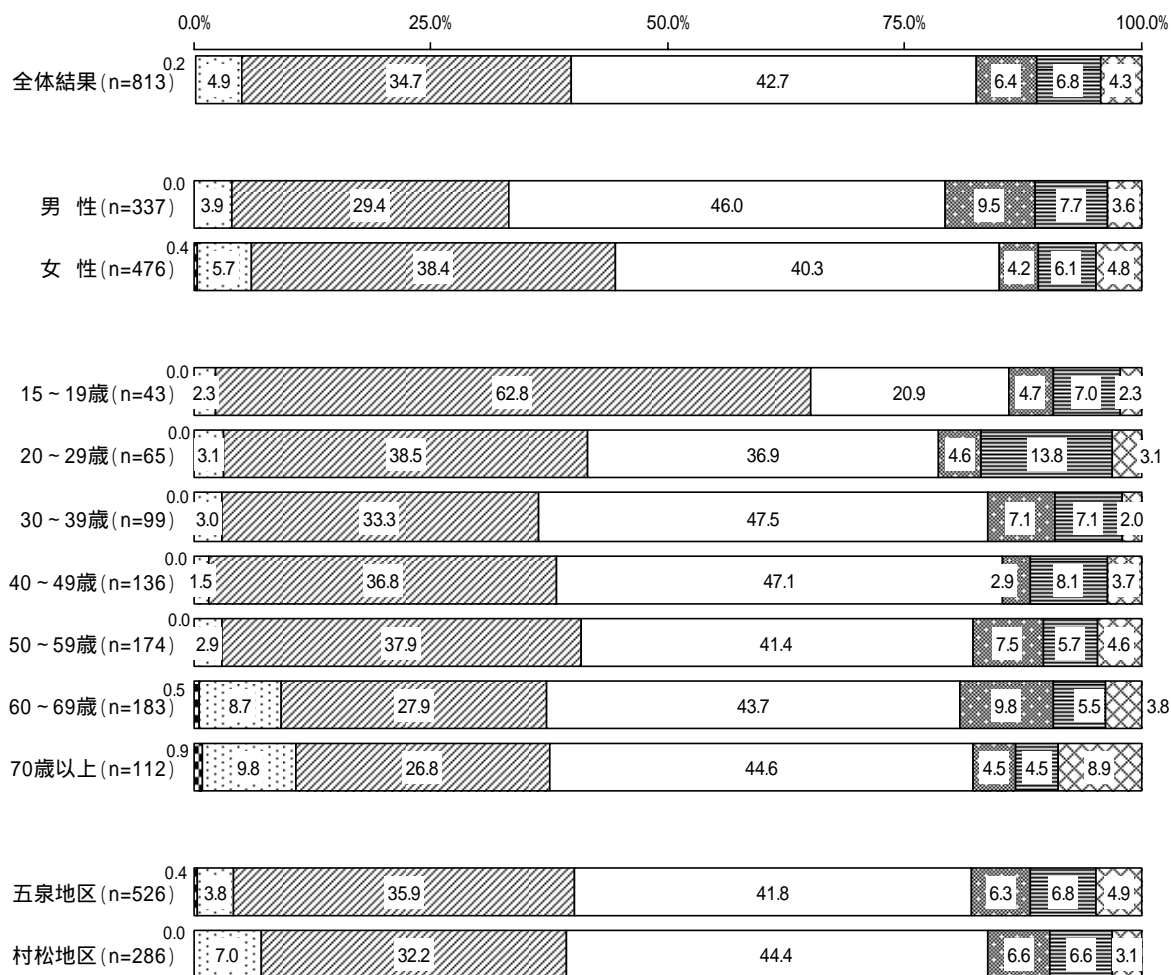 0.0% 25.0% 50.0% 75.0% 100.0%
全体結果(n=813) 0.2 4.9 34.7 42.7 6.4 6.8 4.3
男 性(n=337) 0.0 3.9 29.4 46.0 9.5 7.7 3.6
女 性(n=476) 0.4 5.7 38.4 40.3 4.2 6.1 4.8
15~19歳(n=43) 0.0 2.3 62.8 20.9 4.7 7.0 2.3
20~29歳(n=65) 0.0 3.1 38.5 36.9 4.6 13.8 3.1
30~39歳(n=99) 0.0 3.0 33.3 47.5 7.1 7.1 2.0
40~49歳(n=136) 0.0 1.5 36.8 47.1 2.9 8.1 3.7
50~59歳(n=174) 0.0 2.9 37.9 41.4 7.5 5.7 4.6
60~69歳(n=183) 0.5 8.7 27.9 43.7 9.8 5.5 3.8
70歳以上(n=112) 0.9 9.8 26.8 44.6 4.5 4.5 8.9
五泉地区(n=526) 0.4 3.8 35.9 41.8 6.3 6.8 4.9
村松地区(n=286) 0.0 7.0 32.2 44.4 6.6 6.6 3.1